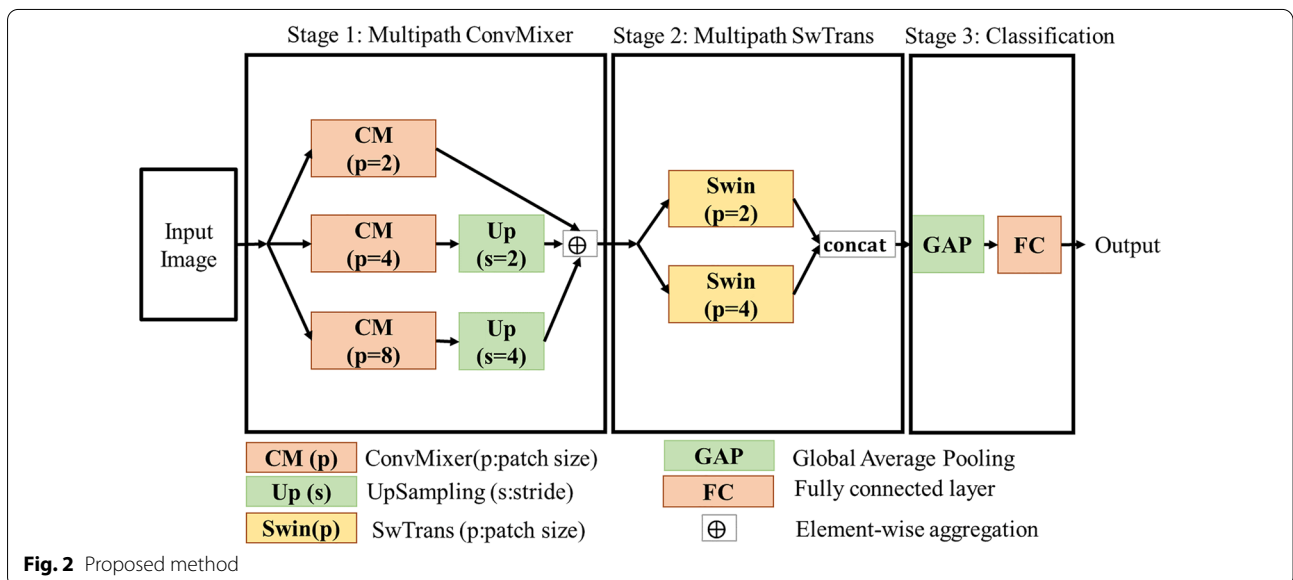 Stage 1: Multipath ConvMixer
Stage 2: Multipath SwTrans
Stage 3: Classification
Input
Image
CM
(p=2)
CM
(p=4)
Up
(s=2)
CM
(p=8)
Up
(s=4)
⊕
Swin
(p=2)
Swin
(p=4)
concat
GAP
FC
Output
CM (p) ConvMixer(p:patch size)
Up (s) UpSampling (s:stride)
Swin(p) SwTrans (p:patch size)
GAP Global Average Pooling
FC Fully connected layer
⊕ Element-wise aggregation
Fig. 2 Proposed method